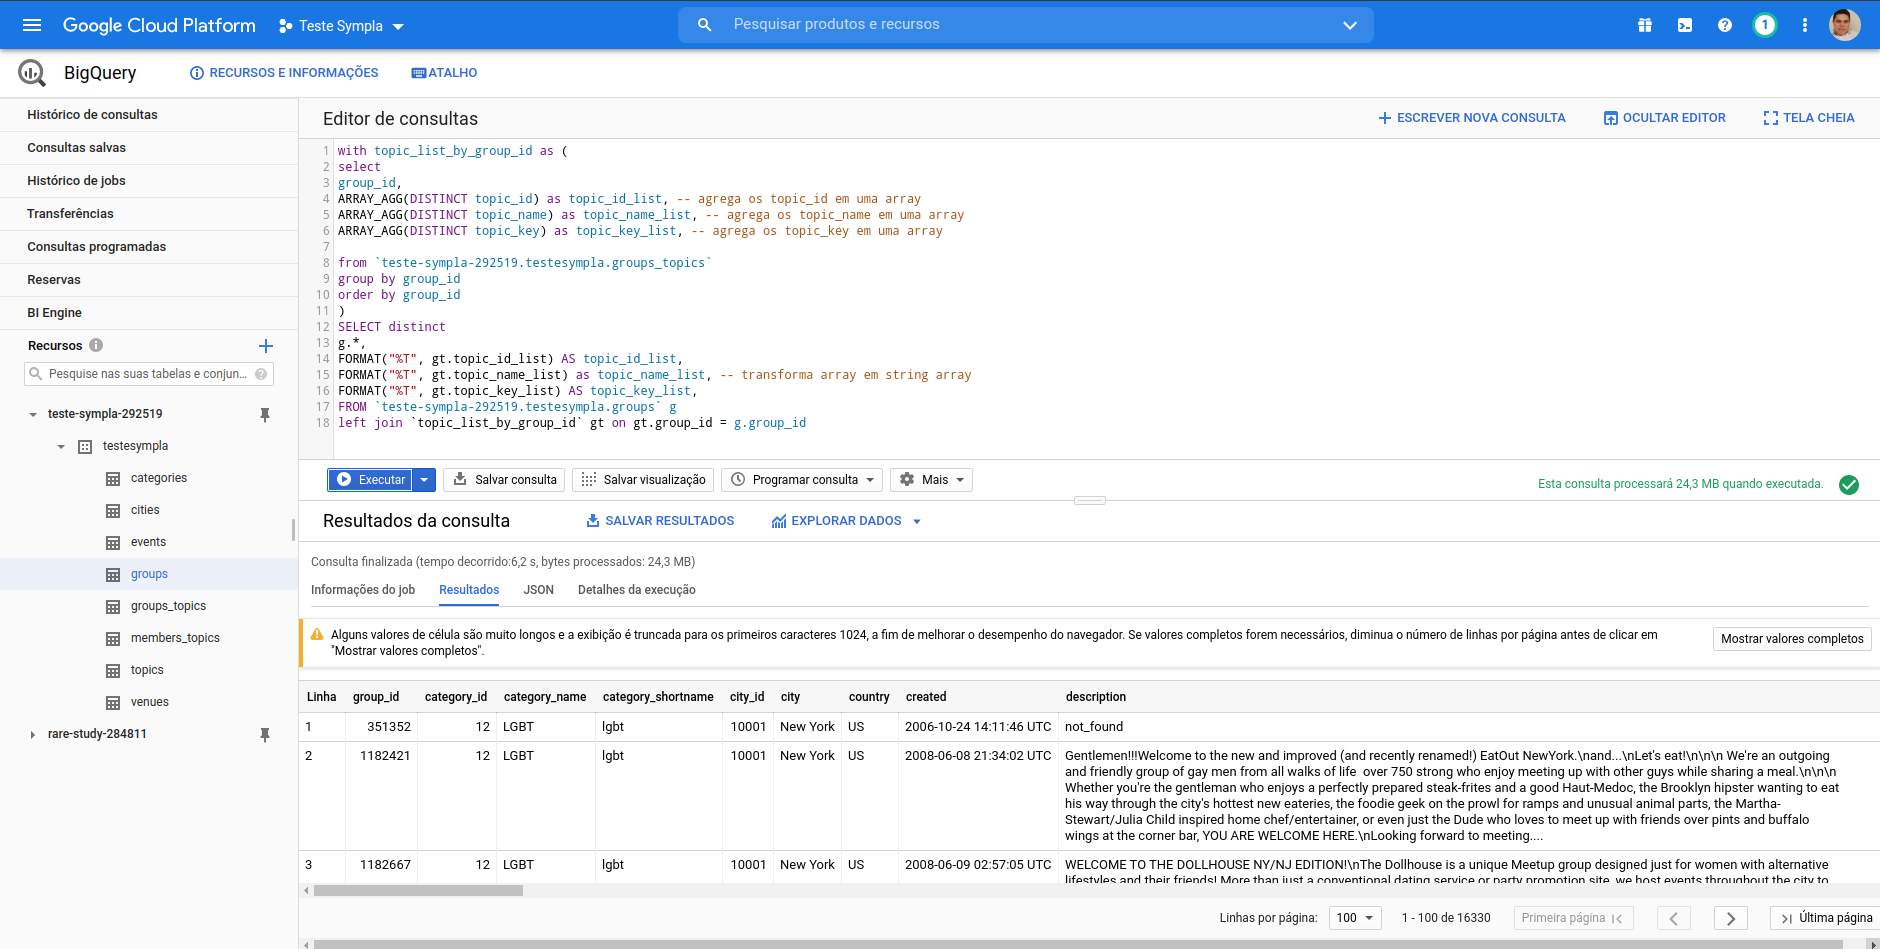 Google Cloud Platform Teste Sympla Pesquisar produtos e recursos 1
BigQuery RECURSOS E INFORMAÇÕES ATALHO
Histórico de consultas
Consultas salvas
Histórico de jobs
Transferências
Consultas programadas
Reservas
BI Engine
Recursos
Pesquise nas suas tabelas e conjun...
teste-sympla-292519
testesympla
categories
cities
events
groups
groups_topics
members_topics
topics
venues
rare-study-284811
Editor de consultas ESCREVER NOVA CONSULTA OCULTAR EDITOR TELA CHEIA
1 with topic_list_by_group_id as (
2 select
3 group_id,
4 ARRAY_AGG(DISTINCT topic_id) as topic_id_list, -- agrega os topic_id em uma array
5 ARRAY_AGG(DISTINCT topic_name) as topic_name_list, -- agrega os topic_name em uma array
6 ARRAY_AGG(DISTINCT topic_key) as topic_key_list, -- agrega os topic_key em uma array
7
8 from `teste-sympla-292519.testesympla.groups_topics`
9 group by group_id
10 order by group_id
11 )
12 SELECT distinct
13 g.*,
14 FORMAT("%T", gt.topic_id_list) AS topic_id_list,
15 FORMAT("%T", gt.topic_name_list) as topic_name_list, -- transforma array em string array
16 FORMAT("%T", gt.topic_key_list) AS topic_key_list,
17 FROM `teste-sympla-292519.testesympla.groups` g
18 left join `topic_list_by_group_id` gt on gt.group_id = g.group_id
Executar Salvar consulta Salvar visualização Programar consulta Mais Esta consulta processará 24,3 MB quando executada.
Resultados da consulta SALVAR RESULTADOS EXPLORAR DADOS
Consulta finalizada (tempo decorrido:6,2 s, bytes processados: 24,3 MB)
Informações do job Resultados JSON Detalhes da execução
Alguns valores de célula são muito longos e a exibição é truncada para os primeiros caracteres 1024, a fim de melhorar o desempenho do navegador. Se valores completos forem necessários, diminua o número de linhas por página antes de clicar em
"Mostrar valores completos".
Mostrar valores completos
Linha group_id category_id category_name category_shortname city_id city country created description
1 351352 12 LGBT lgbt 10001 New York US 2006-10-24 14:11:46 UTC not_found
2 1182421 12 LGBT lgbt 10001 New York US 2008-06-08 21:34:02 UTC Gentlemen!!!Welcome to the new and improved (and recently renamed!) EatOut NewYork.\nand...\nLet's eat!\n\n\n We're an outgoing
and friendly group of gay men from all walks of life over 750 strong who enjoy meeting up with other guys while sharing a meal.\n\n\n
Whether you're the gentleman who enjoys a perfectly prepared steak-frites and a good Haut-Medoc, the Brooklyn hipster wanting to eat
his way through the city's hottest new eateries, the foodie geek on the prowl for ramps and unusual animal parts, the Martha-
Stewart/Julia Child inspired home chef/entertainer, or even just the Dude who loves to meet up with friends over pints and buffalo
wings at the corner bar, YOU ARE WELCOME HERE.\nLooking forward to meeting....
3 1182667 12 LGBT lgbt 10001 New York US 2008-06-09 02:57:05 UTC WELCOME TO THE DOLLHOUSE NY/NJ EDITION!\nThe Dollhouse is a unique Meetup group designed just for women with alternative
lifestyles and their friends! More than just a conventional dating service or party promotion site, we host events throughout the city to
Linhas por página: 100 1 - 100 de 16330 Primeira página Última página